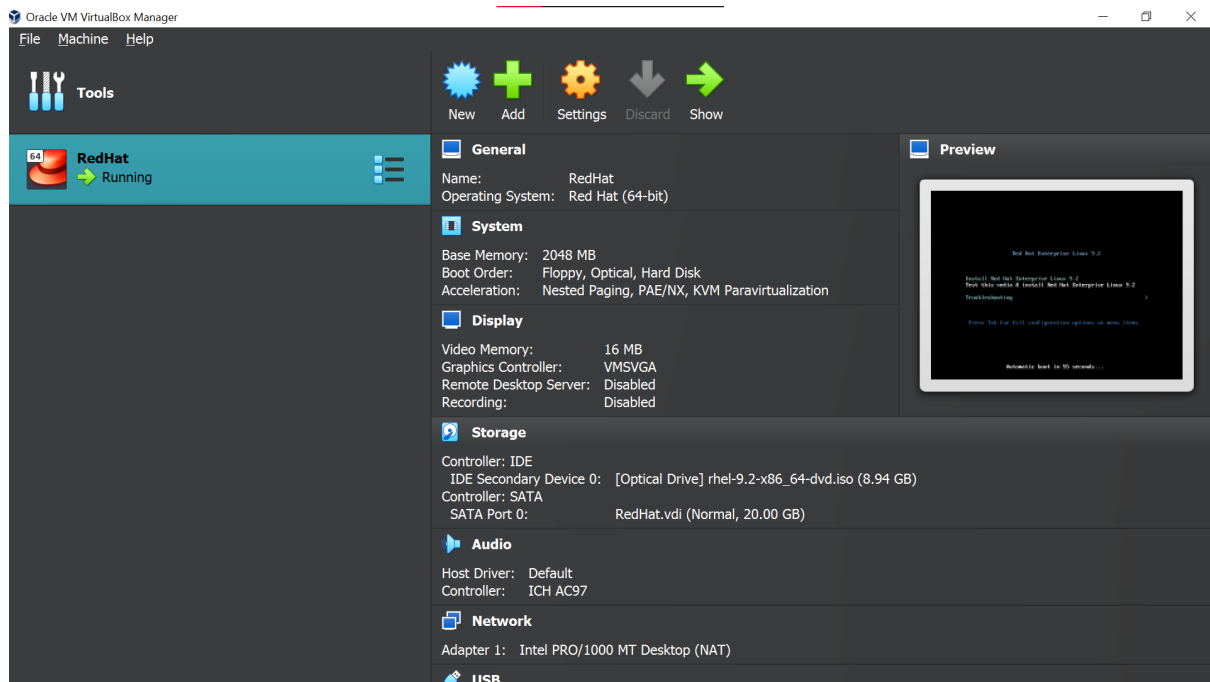 Oracle VM VirtualBox Manager
File Machine Help
Tools
New Add Settings Discard Show
64
RedHat
Running
General
Name: RedHat
Operating System: Red Hat (64-bit)
System
Base Memory: 2048 MB
Boot Order: Floppy, Optical, Hard Disk
Acceleration: Nested Paging, PAE/NX, KVM Paravirtualization
Display
Video Memory: 16 MB
Graphics Controller: VMSVGA
Remote Desktop Server: Disabled
Recording: Disabled
Preview
Red Hat Enterprise Linux 9.2
Install Red Hat Enterprise Linux 9.2
Test this media & install Red Hat Enterprise Linux 9.2
Troubleshooting >
Press Tab for full configuration options on menu items.
Automatic boot in 55 seconds...
Storage
Controller: IDE
IDE Secondary Device 0: [Optical Drive] rhel-9.2-x86_64-dvd.iso (8.94 GB)
Controller: SATA
SATA Port 0: RedHat.vdi (Normal, 20.00 GB)
Audio
Host Driver: Default
Controller: ICH AC97
Network
Adapter 1: Intel PRO/1000 MT Desktop (NAT)
USB